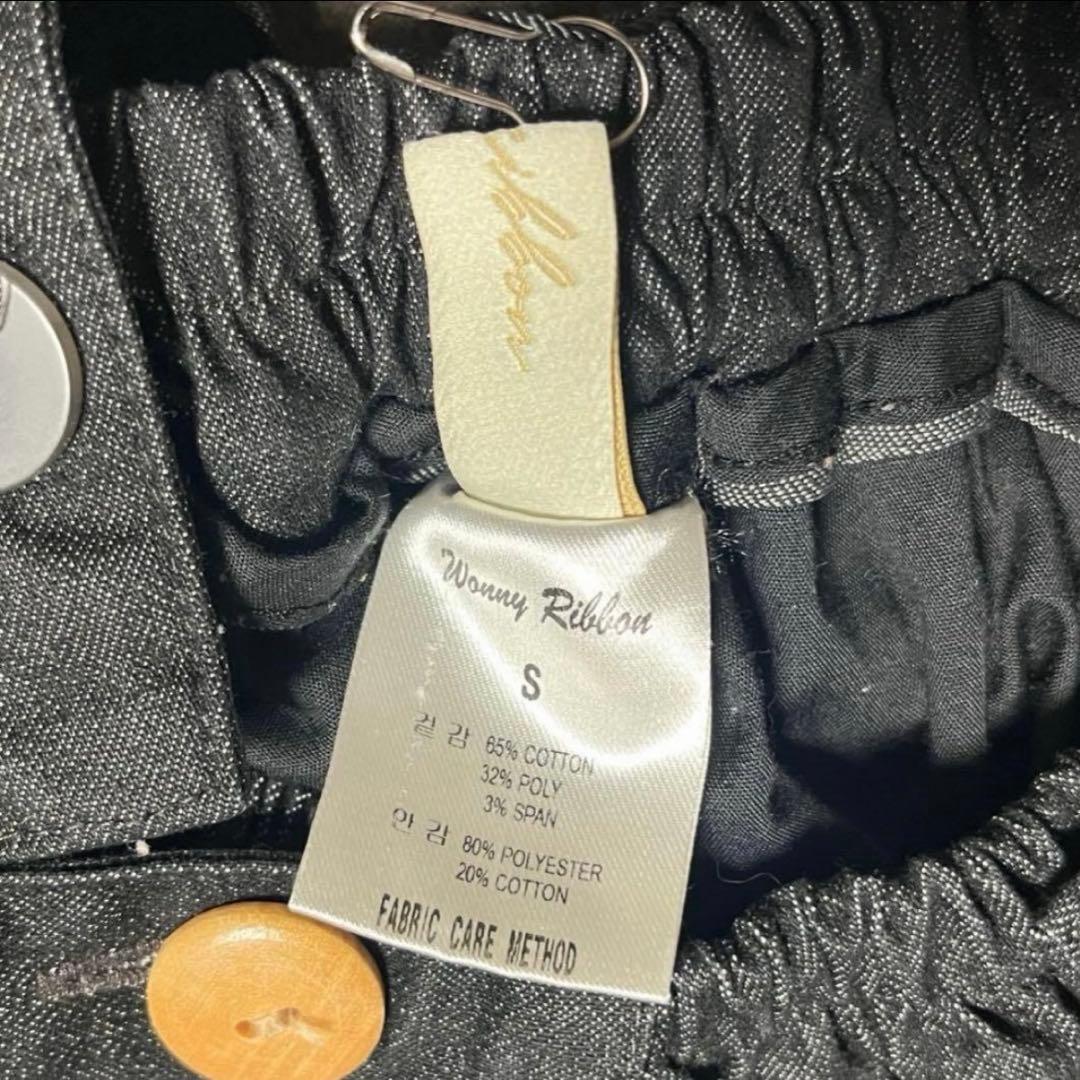 ribbon
Wonny Ribbon
S
겉 감 65% COTTON
32% POLY
3% SPAN
안 감 80% POLYESTER
20% COTTON
FABRIC CARE METHOD